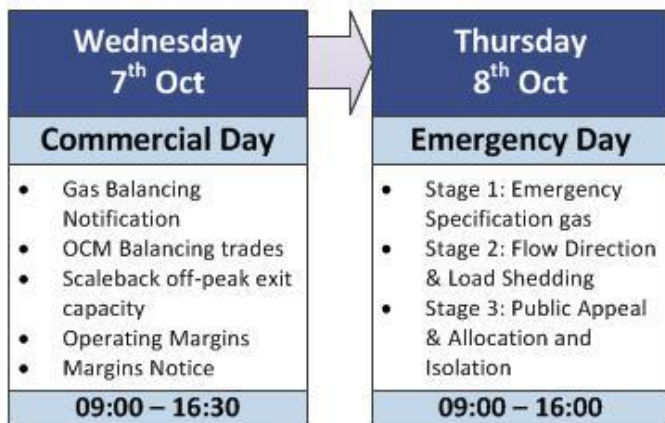 Wednesday
7th Oct
Commercial Day
• Gas Balancing
Notification
• OCM Balancing trades
• Scaleback off-peak exit
capacity
• Operating Margins
• Margins Notice
09:00 – 16:30
Thursday
8th Oct
Emergency Day
• Stage 1: Emergency
Specification gas
• Stage 2: Flow Direction
& Load Shedding
• Stage 3: Public Appeal
& Allocation and
Isolation
09:00 – 16:00